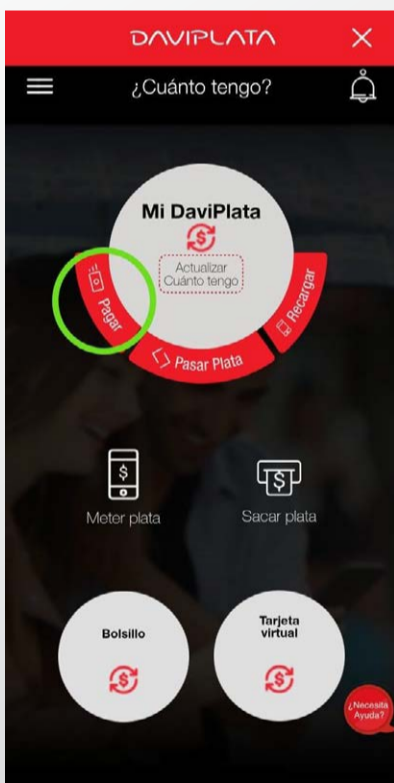 DAVIPLATA
¿Cuánto tengo?
Mi DaviPlata
$
Actualizar
Cuánto tengo
Pagar
Pasar Plata
Recargar
$
Meter plata
$
Sacar plata
Bolsillo
$
Tarjeta
virtual
$
¿Necesita
Ayuda?